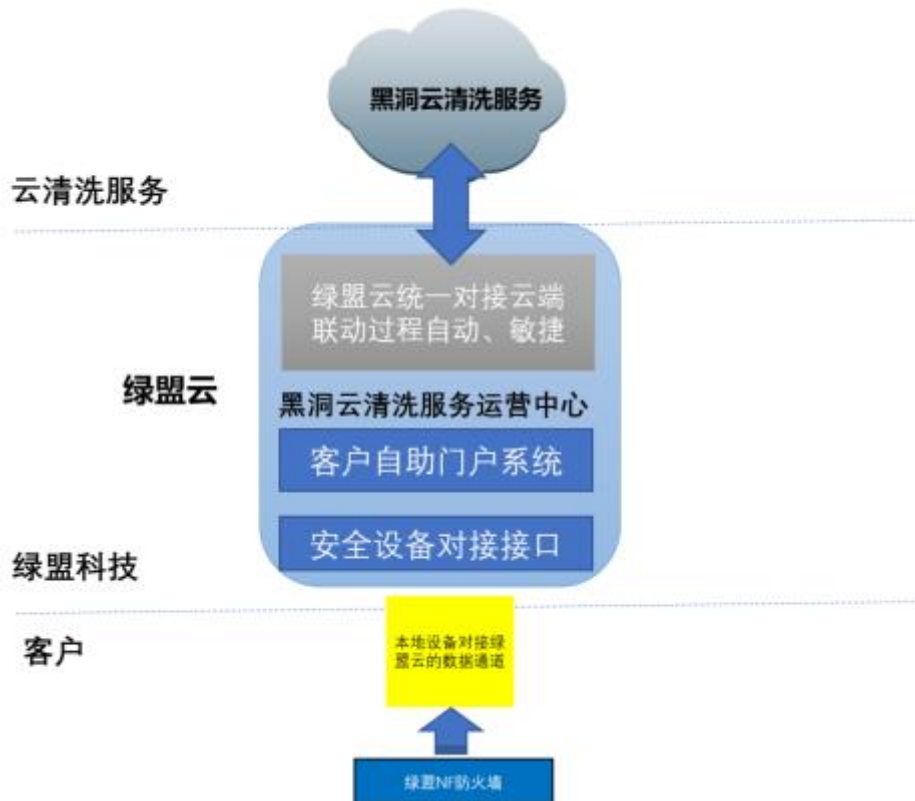 黑洞云清洗服务
云清洗服务
绿盟云统一对接云端
联动过程自动、敏捷
绿盟云
黑洞云清洗服务运营中心
客户自助门户系统
安全设备对接接口
绿盟科技
客户
本地设备对接绿
盟云的数据通道
绿盟NF防火墙